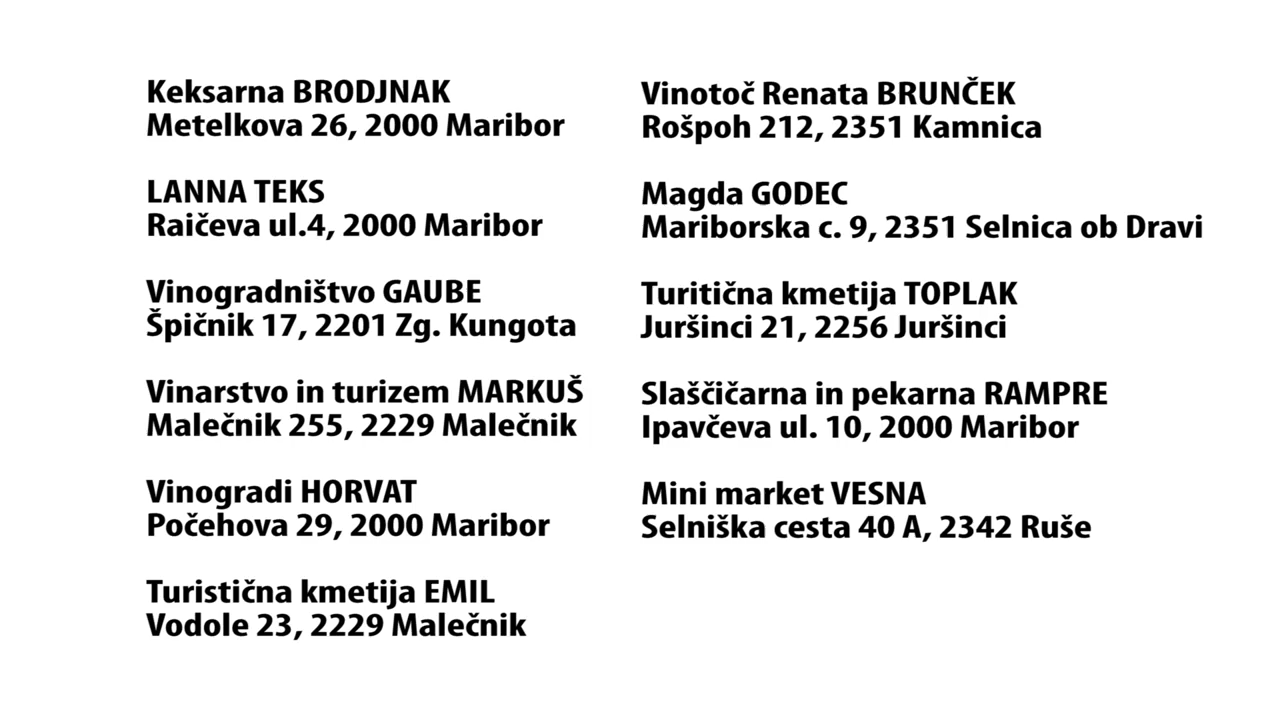 Keksarna BRODJNAK
Metelkova 26, 2000 Maribor
LANNA TEKS
Raičeva ul.4, 2000 Maribor
Vinogradništvo GAUBE
Špičnik 17, 2201 Zg. Kungota
Vinarstvo in turizem MARKUŠ
Malečnik 255, 2229 Malečnik
Vinogradi HORVAT
Počehova 29, 2000 Maribor
Turistična kmetija EMIL
Vodole 23, 2229 Malečnik
Vinotoč Renata BRUNČEK
Rošpoh 212, 2351 Kamnica
Magda GODEC
Mariborska c. 9, 2351 Selnica ob Dravi
Turitična kmetija TOPLAK
Juršinci 21, 2256 Juršinci
Slaščičarna in pekarna RAMPRE
Ipavčeva ul. 10, 2000 Maribor
Mini market VESNA
Selniška cesta 40 A, 2342 Ruše